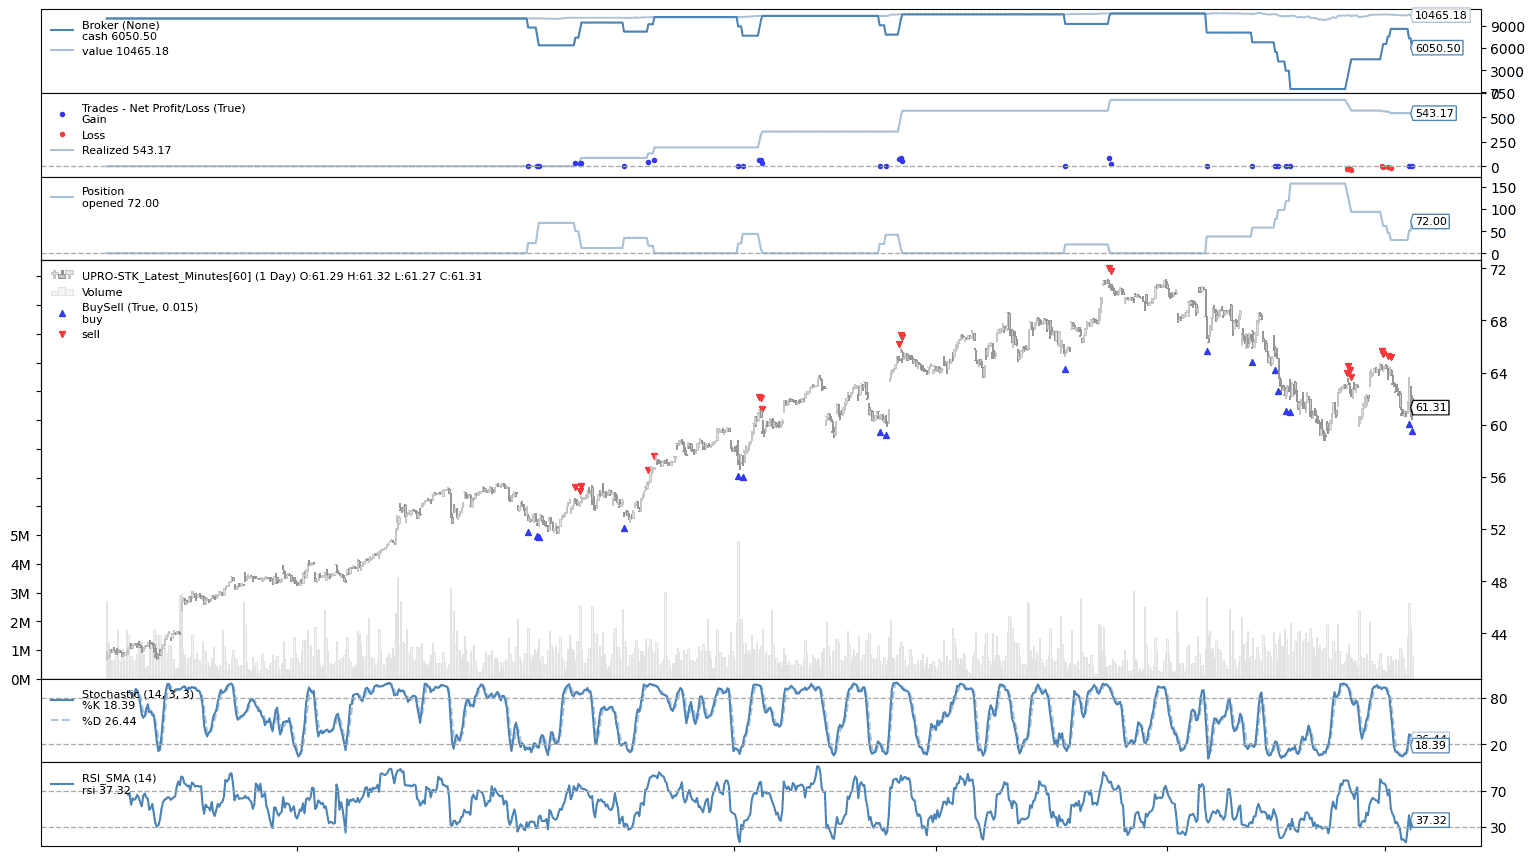 Broker (None)
cash 6050.50
value 10465.18
10465.18
9000
6050.50
6000
3000
0
Trades - Net Profit/Loss (True)
Gain
Loss
Realized 543.17
750
543.17
500
250
0
Position
opened 72.00
150
100
72.00
50
0
UPRO-STK_Latest_Minutes[60] (1 Day) O:61.29 H:61.32 L:61.27 C:61.31
Volume
BuySell (True, 0.015)
buy
sell
72
68
64
61.31
60
56
52
48
44
5M
4M
3M
2M
1M
0M
Stochastic (14, 3, 3)
%K 18.39
%D 26.44
80
26.44
18.39
20
RSI_SMA (14)
rsi 37.32
70
37.32
30